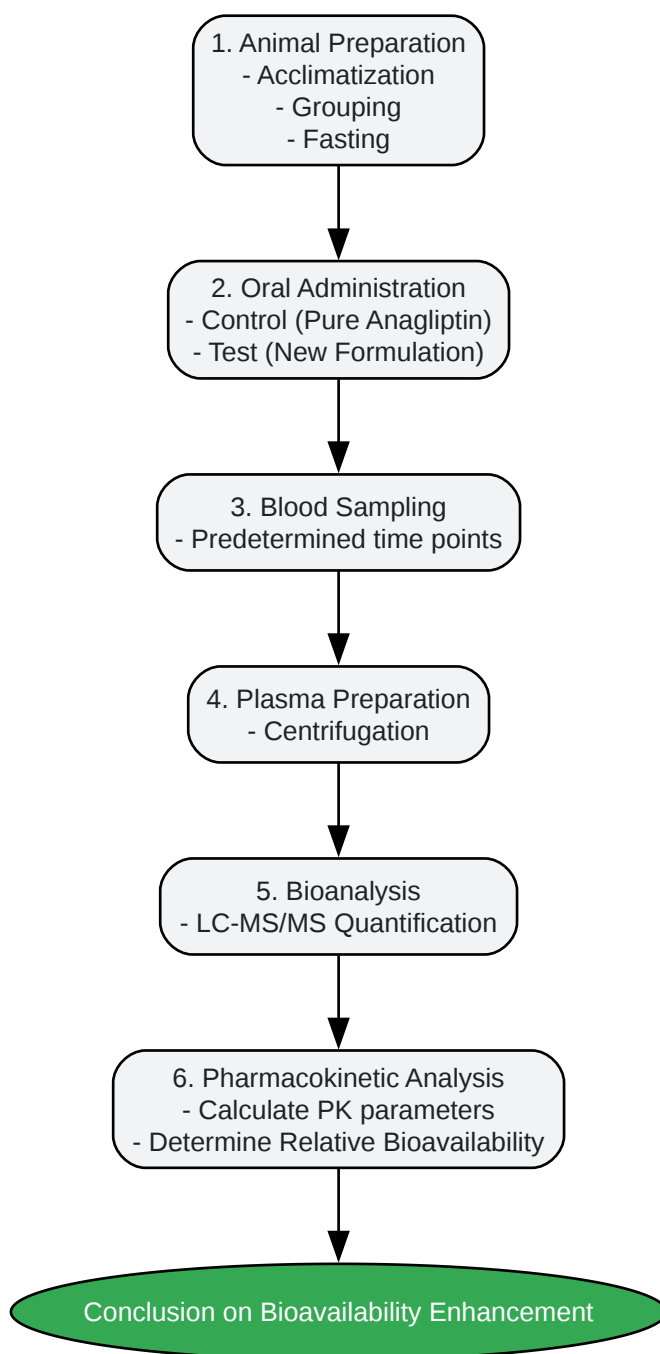 1. Animal Preparation
- Acclimatization
- Grouping
- Fasting
2. Oral Administration
- Control (Pure Anagliptin)
- Test (New Formulation)
3. Blood Sampling
- Predetermined time points
4. Plasma Preparation
- Centrifugation
5. Bioanalysis
- LC-MS/MS Quantification
6. Pharmacokinetic Analysis
- Calculate PK parameters
- Determine Relative Bioavailability
Conclusion on Bioavailability Enhancement